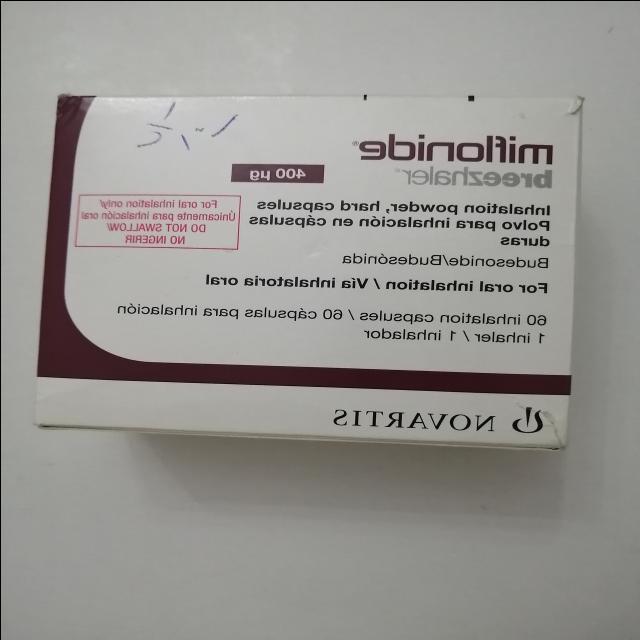 miflonide®
breezhaler®
400 µg
Inhalation powder, hard capsules
Polvo para inhalación en cápsulas
duras
Budesonide/Budesónida
For oral inhalation / Vía inhalatoria oral
60 inhalation capsules / 60 cápsulas para inhalación
1 inhaler / 1 inhalador
For oral inhalation only/
Únicamente para inhalación oral
DO NOT SWALLOW/
NO INGERIR
NOVARTIS